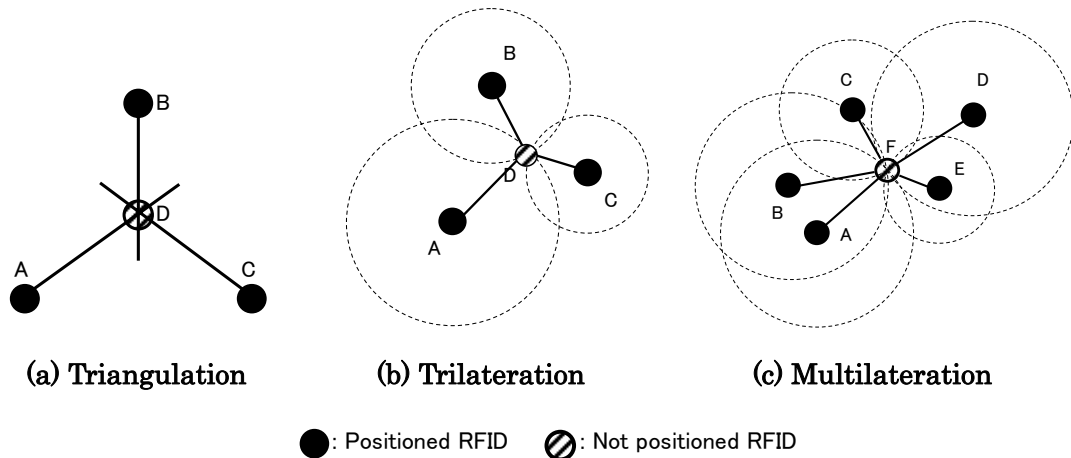 B
D
A
C
B
D
C
A
C
D
F
E
B
A
(a) Triangulation
(b) Trilateration
(c) Multilateration
: Positioned RFID
: Not positioned RFID